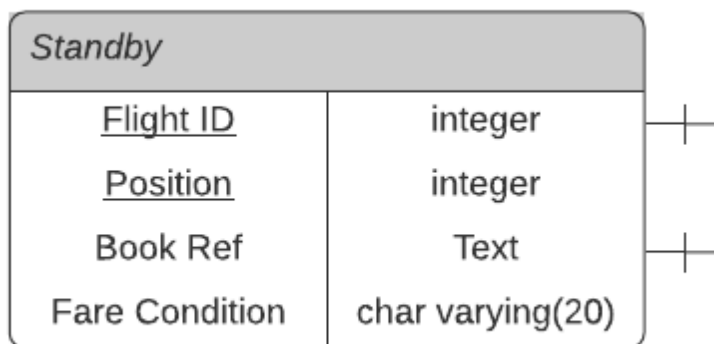 Standby
Flight ID integer
Position integer
Book Ref Text
Fare Condition char varying(20)